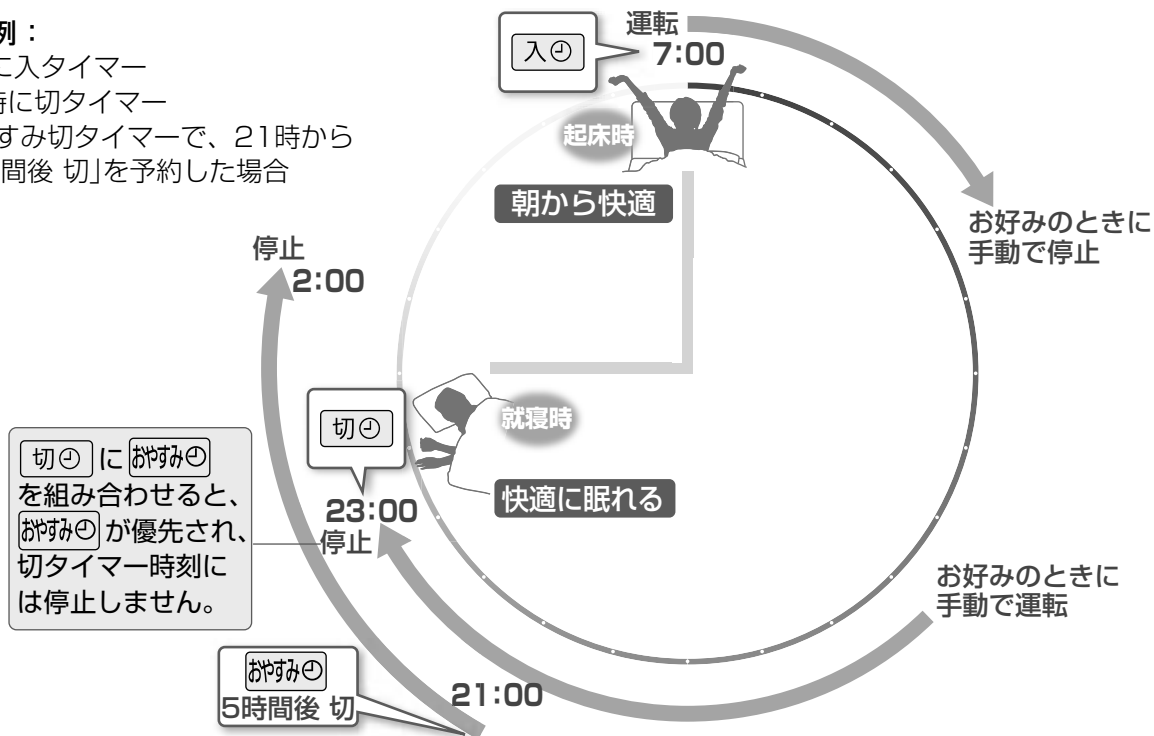 例：
に入タイマー
時に切タイマー
すみ切タイマーで、21時から
間後 切」を予約した場合
入
運転
7:00
起床時
朝から快適
お好みのときに
手動で停止
停止
2:00
切
就寝時
快適に眠れる
切 に おやすみ
を組み合わせると、
おやすみ が優先され、
切タイマー時刻に
は停止しません。
23:00
停止
お好みのときに
手動で運転
おやすみ
5時間後 切
21:00